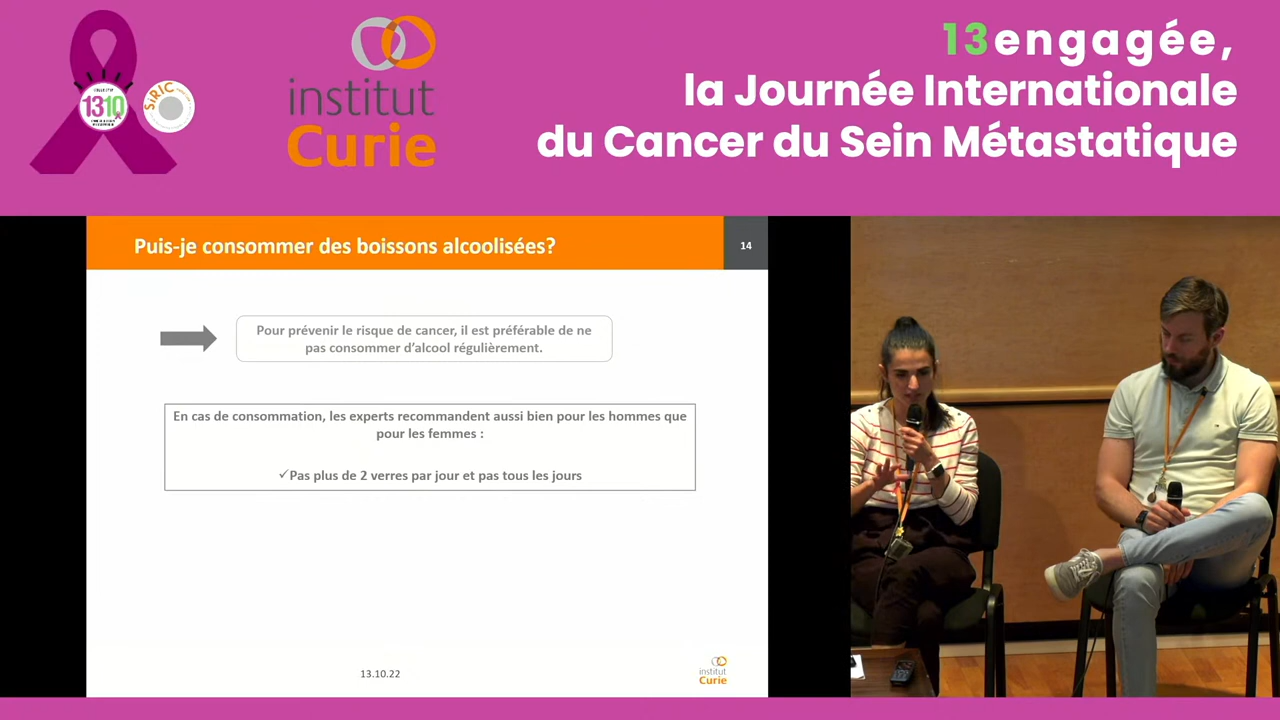 1310
SiRIC
institut
Curie
13engagée,
la Journée Internationale
du Cancer du Sein Métastatique
Puis-je consommer des boissons alcoolisées?
14
Pour prévenir le risque de cancer, il est préférable de ne
pas consommer d'alcool régulièrement.
En cas de consommation, les experts recommandent aussi bien pour les hommes que
pour les femmes :
✓Pas plus de 2 verres par jour et pas tous les jours
13.10.22
institut
Curie